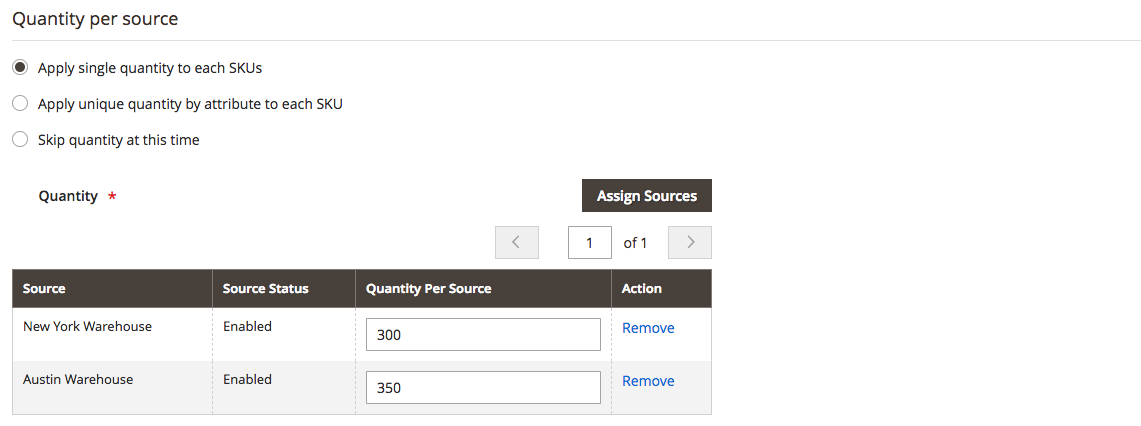 Quantity per source
Apply single quantity to each SKUs
Apply unique quantity by attribute to each SKU
Skip quantity at this time
Quantity * Assign Sources
1 of 1
Source Source Status Quantity Per Source Action
New York Warehouse Enabled 300 Remove
Austin Warehouse Enabled 350 Remove